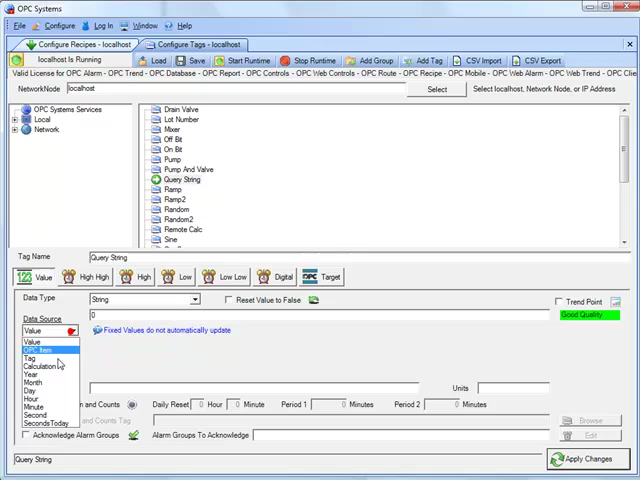 OPC Systems
File Configure Log In Window Help
Configure Recipes - localhost Configure Tags - localhost
localhost Is Running Load Save Start Runtime Stop Runtime Add Group Add Tag CSV Import CSV Export
Valid License for OPC Alarm - OPC Trend - OPC Database - OPC Report - OPC Controls - OPC Web Controls - OPC Route - OPC Recipe - OPC Mobile - OPC Web Alarm - OPC Web Trend - OPC Clie
NetworkNode localhost Select Select localhost, Network Node, or IP Address
OPC Systems Services
Local
Network
Drain Valve
Lot Number
Mixer
Off Bit
On Bit
Pump
Pump And Valve
Query String
Ramp
Ramp2
Random
Random2
Remote Calc
Sine
Tag Name Query String
123 Value High High High Low Low Low Digital OPC Target
Data Type String Reset Value to False Trend Point
Data Source 0 Good Quality
Value Fixed Values do not automatically update
Value
OPC Item
Tag
Calculation
Year
Month
Day
Hour
Minute
Second
SecondsToday
Units
n and Counts Daily Reset 0 Hour 0 Minute Period 1 0 Minute Period 2 0 Minute
and Counts Tag Browse
Acknowledge Alarm Groups Alarm Groups To Acknowledge Edit
Query String Apply Changes